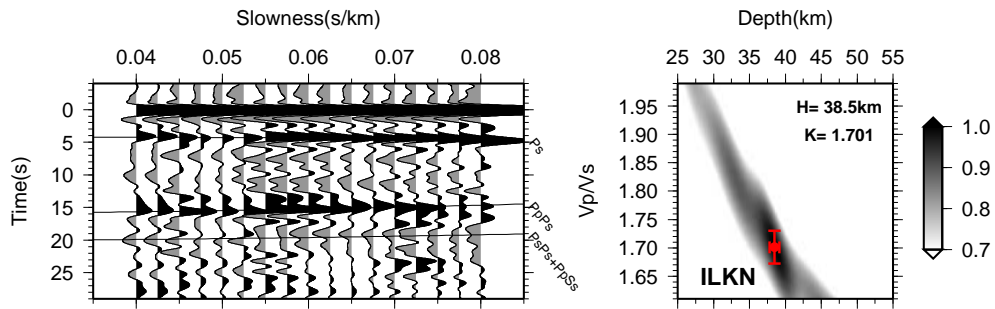 Slowness(s/km)
0.04 0.05 0.06 0.07 0.08
Time(s)
0
5
10
15
20
25
Ps
PpPs
PsPs+PpSs
Depth(km)
25 30 35 40 45 50 55
Vp/Vs
1.95
1.90
1.85
1.80
1.75
1.70
1.65
H= 38.5km
K= 1.701
ILKN
1.0
0.9
0.8
0.7